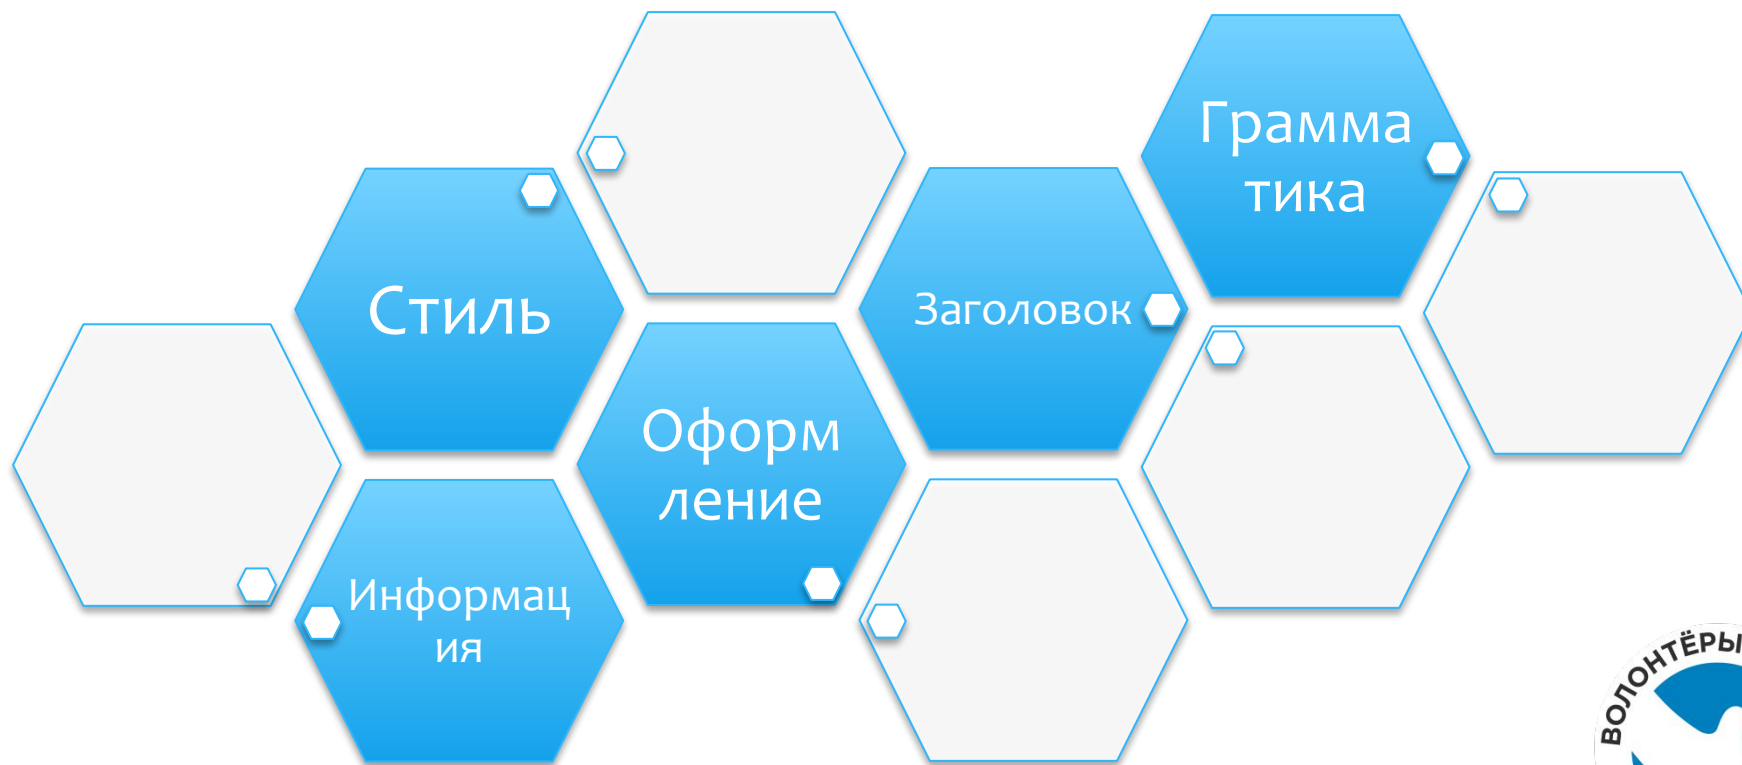 Грамма
тика
Стиль
Заголовок
Оформ
ление
Информац
ия
ВОЛОНТЁРЫ